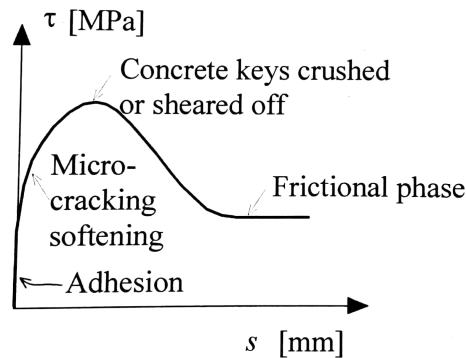 τ [MPa]
Concrete keys crushed
or sheared off
Micro-
cracking
softening
Frictional phase
Adhesion
s [mm]